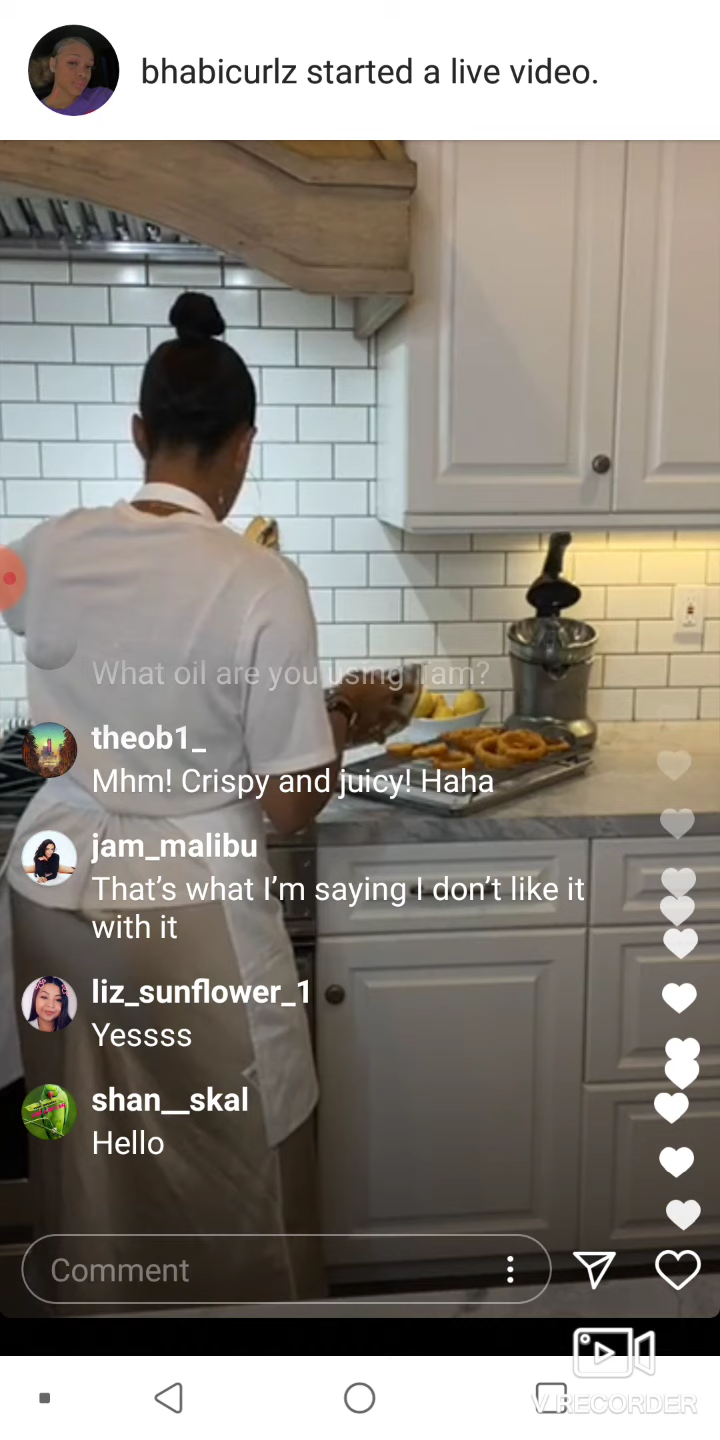 bhabicurlz started a live video.
What oil are you using Tam?
theob1_
Mhm! Crispy and juicy! Haha
jam_malibu
That’s what I’m saying I don’t like it
with it
liz_sunflower_1
Yessss
shan__skal
Hello
Comment
V RECORDER